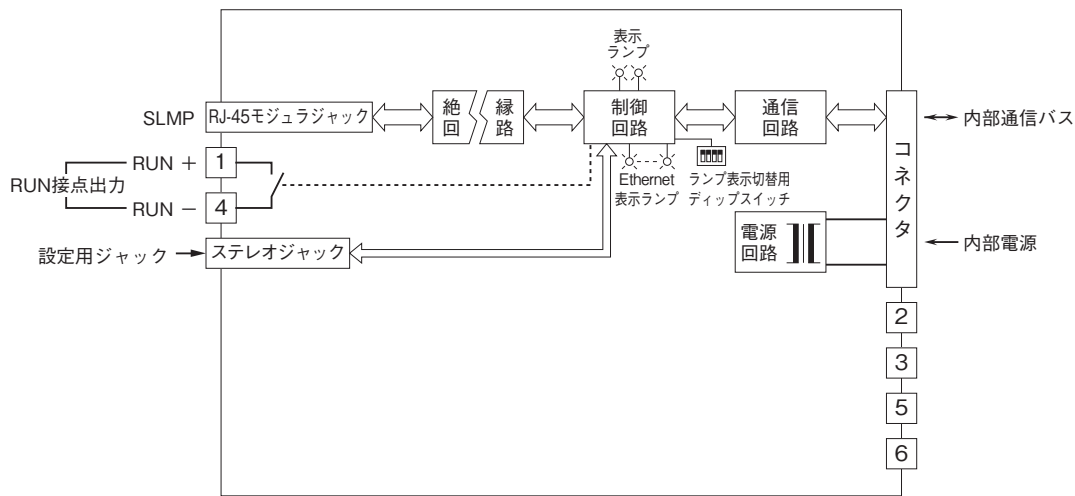 表示
ランプ
SLMP
RJ-45モジュラジャック
絶
回
縁
路
制御
回路
通信
回路
コネクタ
内部通信バス
RUN接点出力
RUN +
1
RUN −
4
Ethernet
表示ランプ
ランプ表示切替用
ディップスイッチ
設定用ジャック
ステレオジャック
電源
回路
内部電源
2
3
5
6